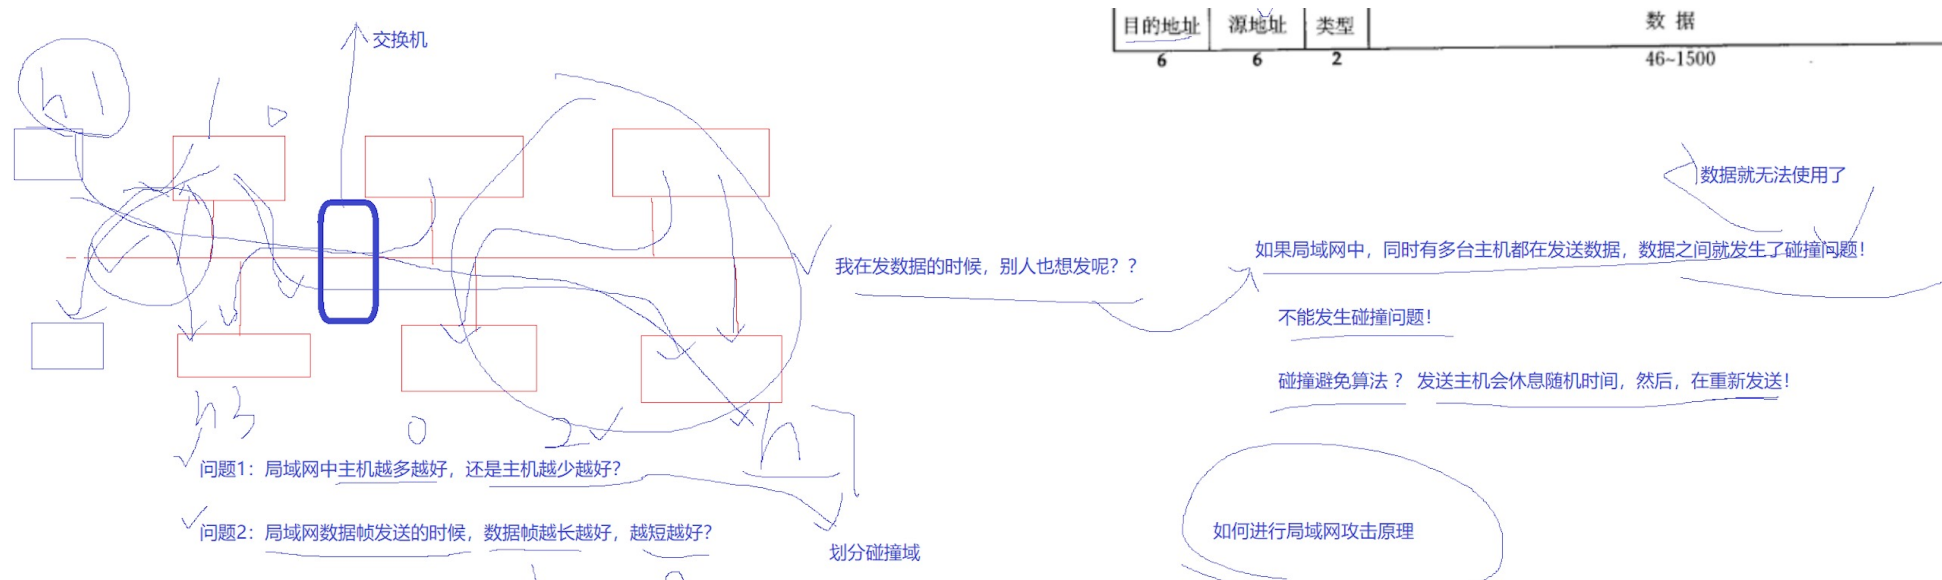 交换机
目的地址 源地址 类型 数 据
6 6 2 46~1500
数据就无法使用了
我在发数据的时候，别人也想发呢？？
如果局域网中，同时有多台主机都在发送数据，数据之间就发生了碰撞问题！
不能发生碰撞问题！
碰撞避免算法 ？ 发送主机会休息随机时间，然后，在重新发送！
h3
问题1：局域网中主机越多越好，还是主机越少越好？
问题2：局域网数据帧发送的时候，数据帧越长越好，越短越好？
划分碰撞域
如何进行局域网攻击原理